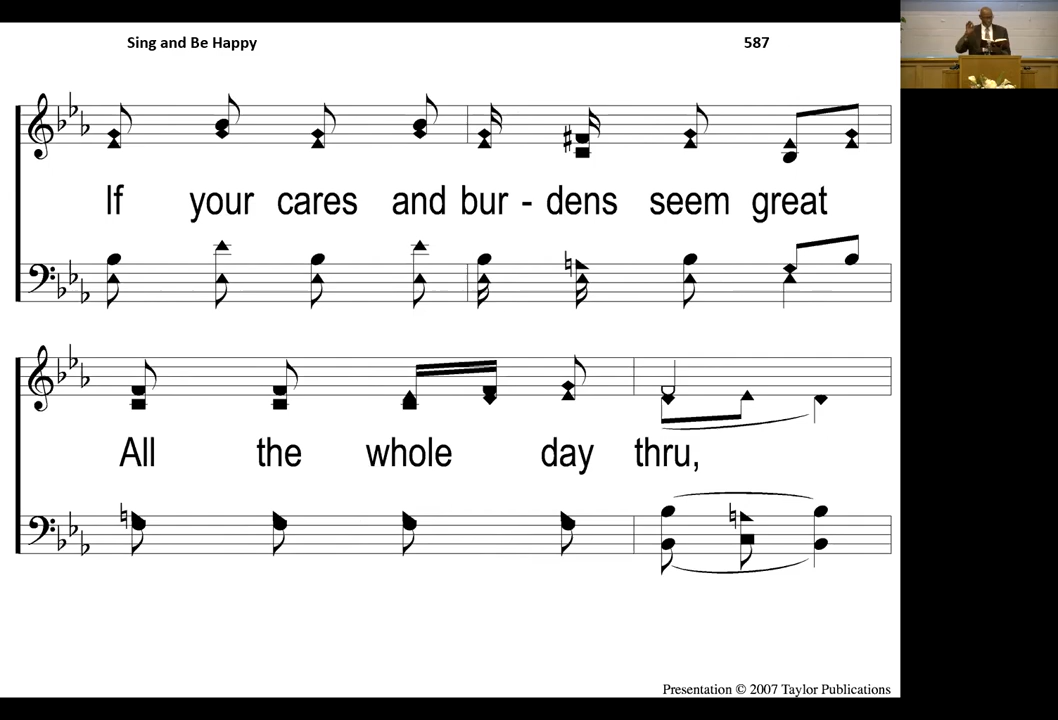 Sing and Be Happy 587
If your cares and bur - dens seem great
All the whole day thru,
Presentation © 2007 Taylor Publications